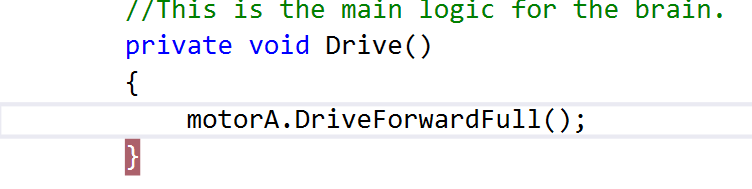 //This is the main logic for the brain.
private void Drive()
{
motorA.DriveForwardFull();
}